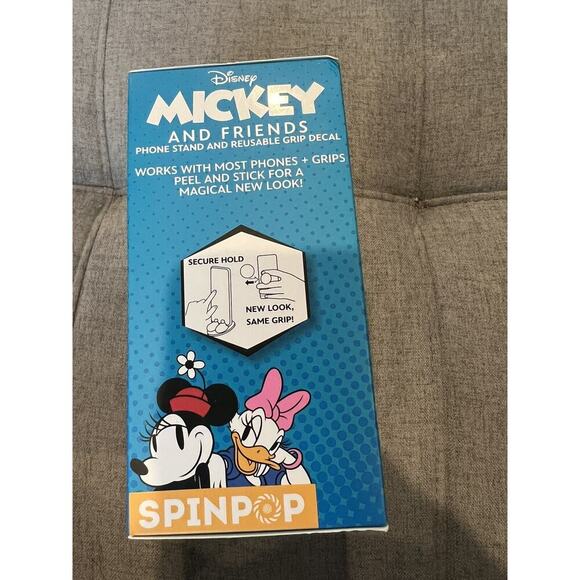 Disney
MICKEY
AND FRIENDS
PHONE STAND AND REUSABLE GRIP DECAL
WORKS WITH MOST PHONES + GRIPS
PEEL AND STICK FOR A
MAGICAL NEW LOOK!
SECURE HOLD
NEW LOOK,
SAME GRIP!
SPINPOP